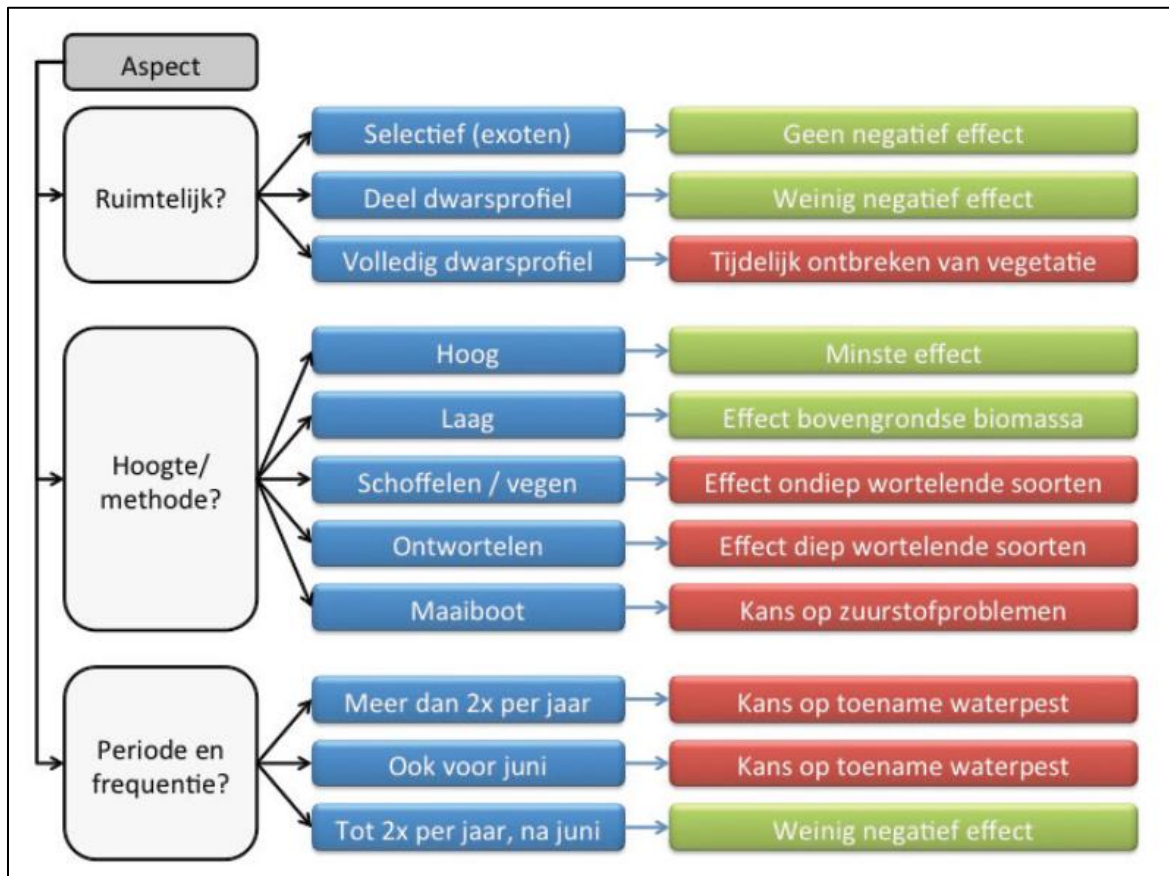 Aspect
Ruimtelijk?
Selectief (exoten)
Geen negatief effect
Deel dwarsprofiel
Weinig negatief effect
Volledig dwarsprofiel
Tijdelijk ontbreken van vegetatie
Hoogte/
methode?
Hoog
Minste effect
Laag
Effect bovengrondse biomassa
Schoffelen / vegen
Effect ondiep wortelende soorten
Ontwortelen
Effect diep wortelende soorten
Maaiboot
Kans op zuurstofproblemen
Periode en
frequentie?
Meer dan 2x per jaar
Kans op toename waterpest
Ook voor juni
Kans op toename waterpest
Tot 2x per jaar, na juni
Weinig negatief effect